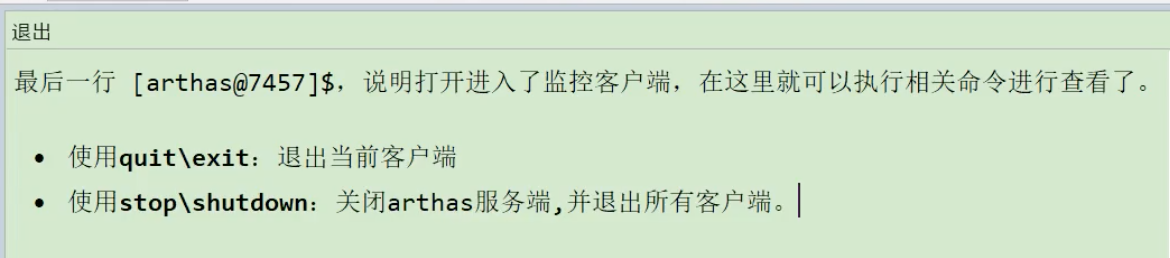 退出
最后一行 [arthas@7457]$，说明打开进入了监控客户端，在这里就可以执行相关命令进行查看了。
• 使用quit\exit：退出当前客户端
• 使用stop\shutdown：关闭arthas服务端,并退出所有客户端。